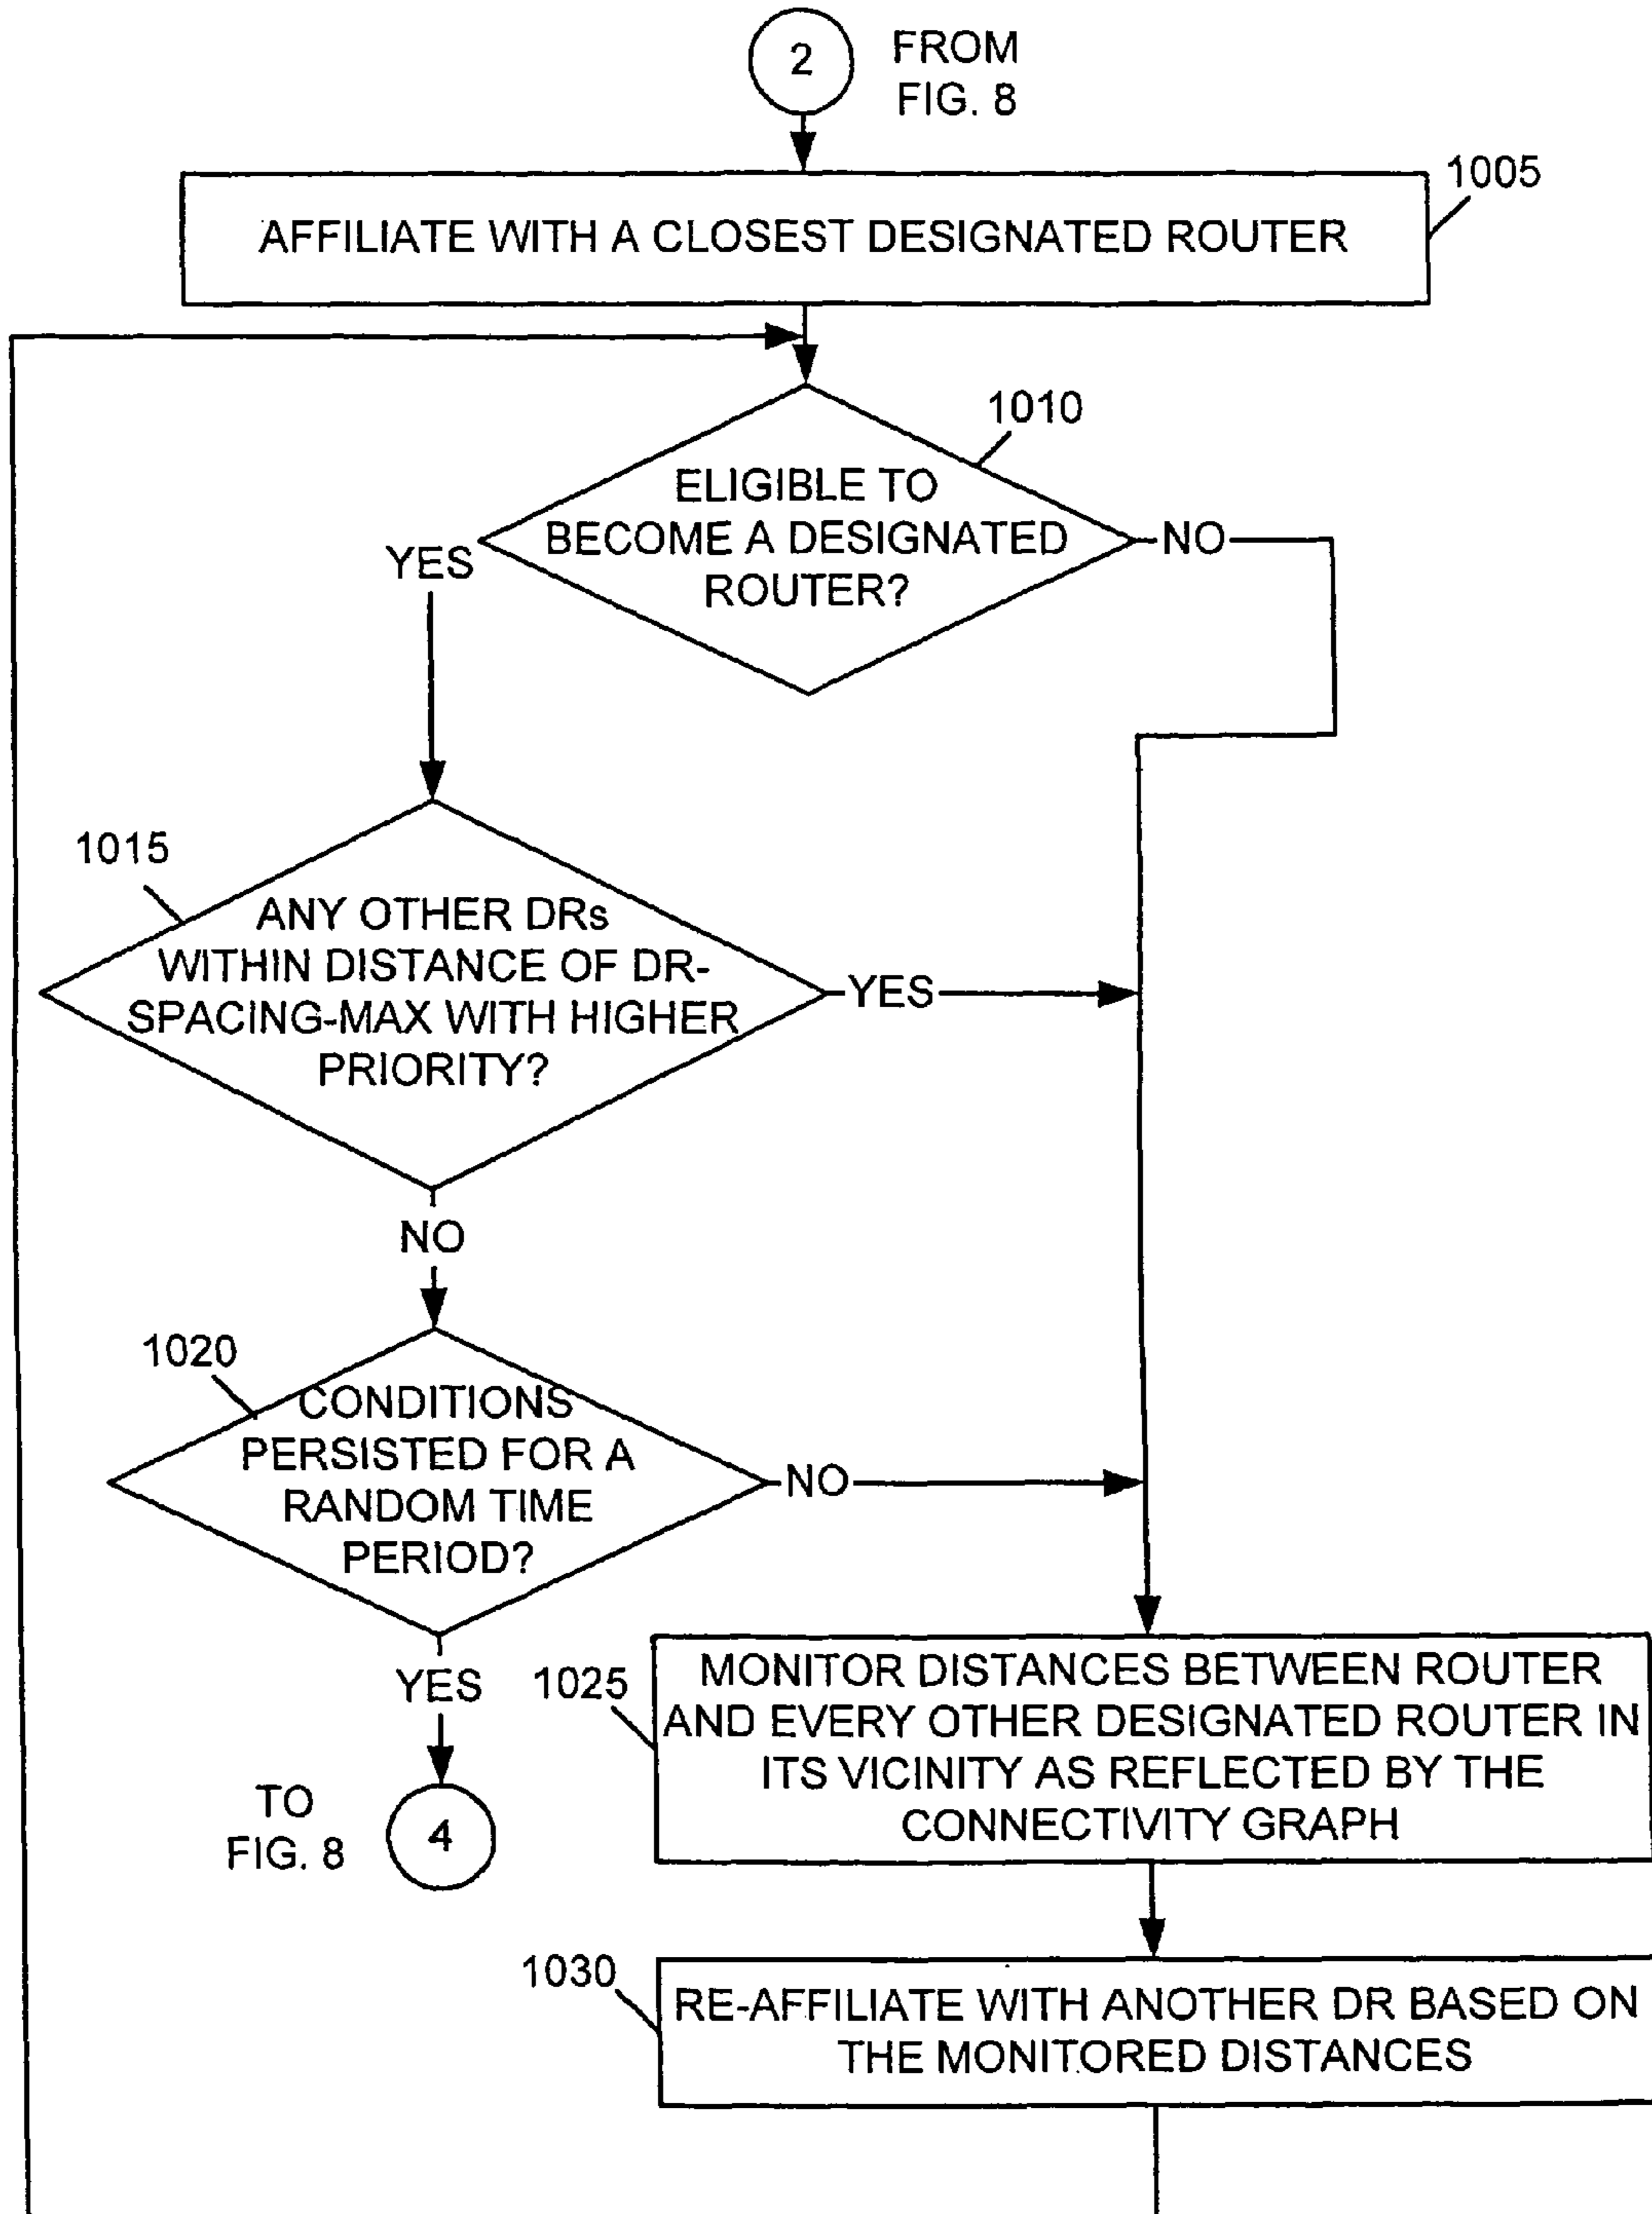 2
FROM
FIG. 8
1005
AFFILIATE WITH A CLOSEST DESIGNATED ROUTER
1010
ELIGIBLE TO
BECOME A DESIGNATED
ROUTER?
YES
NO
1015
ANY OTHER DRs
WITHIN DISTANCE OF DR-
SPACING-MAX WITH HIGHER
PRIORITY?
YES
NO
1020
CONDITIONS
PERSISTED FOR A
RANDOM TIME
PERIOD?
NO
YES
TO
FIG. 8
4
1025
MONITOR DISTANCES BETWEEN ROUTER
AND EVERY OTHER DESIGNATED ROUTER IN
ITS VICINITY AS REFLECTED BY THE
CONNECTIVITY GRAPH
1030
RE-AFFILIATE WITH ANOTHER DR BASED ON
THE MONITORED DISTANCES